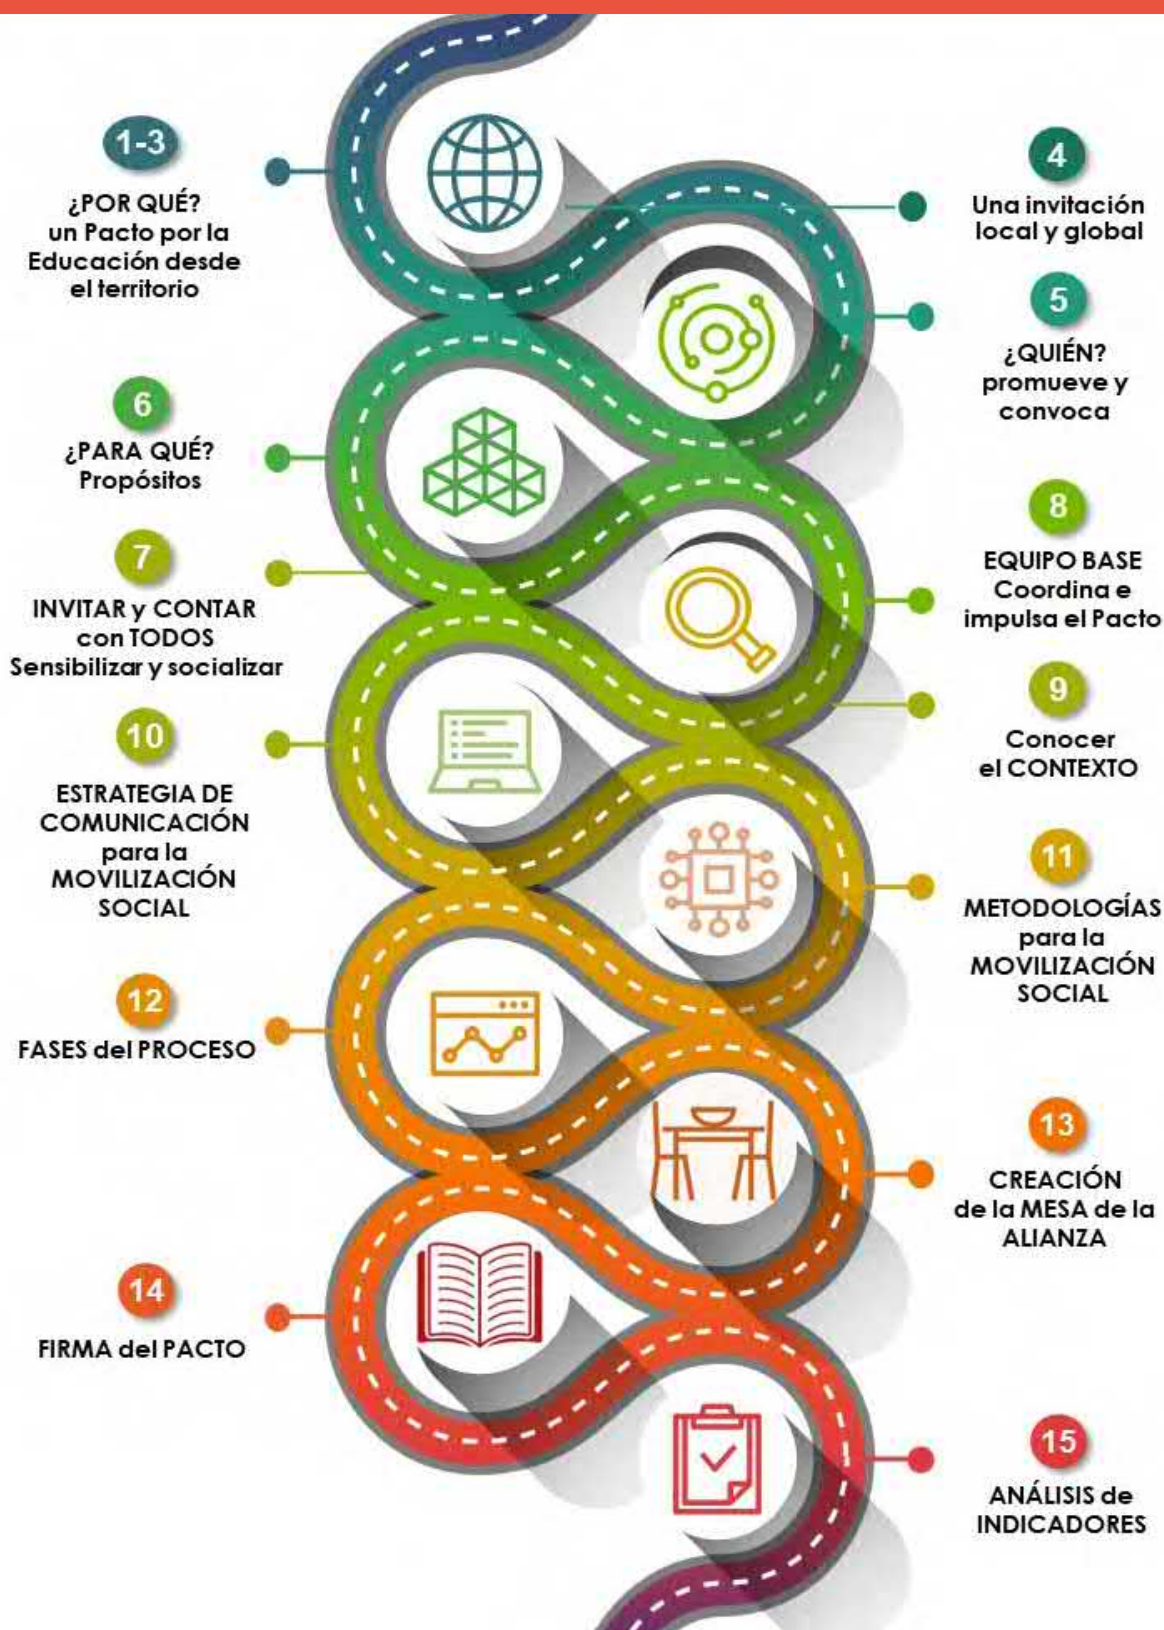 1-3
¿POR QUÉ?
un Pacto por la
Educación desde
el territorio
4
Una invitación
local y global
5
¿QUIÉN?
promueve y
convoca
6
¿PARA QUÉ?
Propósitos
7
INVITAR y CONTAR
con TODOS
Sensibilizar y socializar
8
EQUIPO BASE
Coordina e
impulsa el Pacto
9
Conocer
el CONTEXTO
10
ESTRATEGIA DE
COMUNICACIÓN
para la
MOVILIZACIÓN
SOCIAL
11
METODOLOGÍAS
para la
MOVILIZACIÓN
SOCIAL
12
FASES del PROCESO
13
CREACIÓN
de la MESA de la
ALIANZA
14
FIRMA del PACTO
15
ANÁLISIS de
INDICADORES